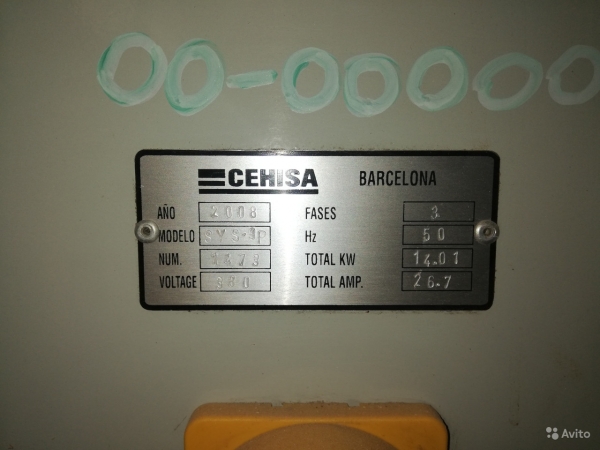 00-00000
CEHISA BARCELONA
AÑO 2008 FASES 3
MODELO Hz 50
NUM. TOTAL KW 14.01
VOLTAGE 380 TOTAL AMP. 26.7
Avito